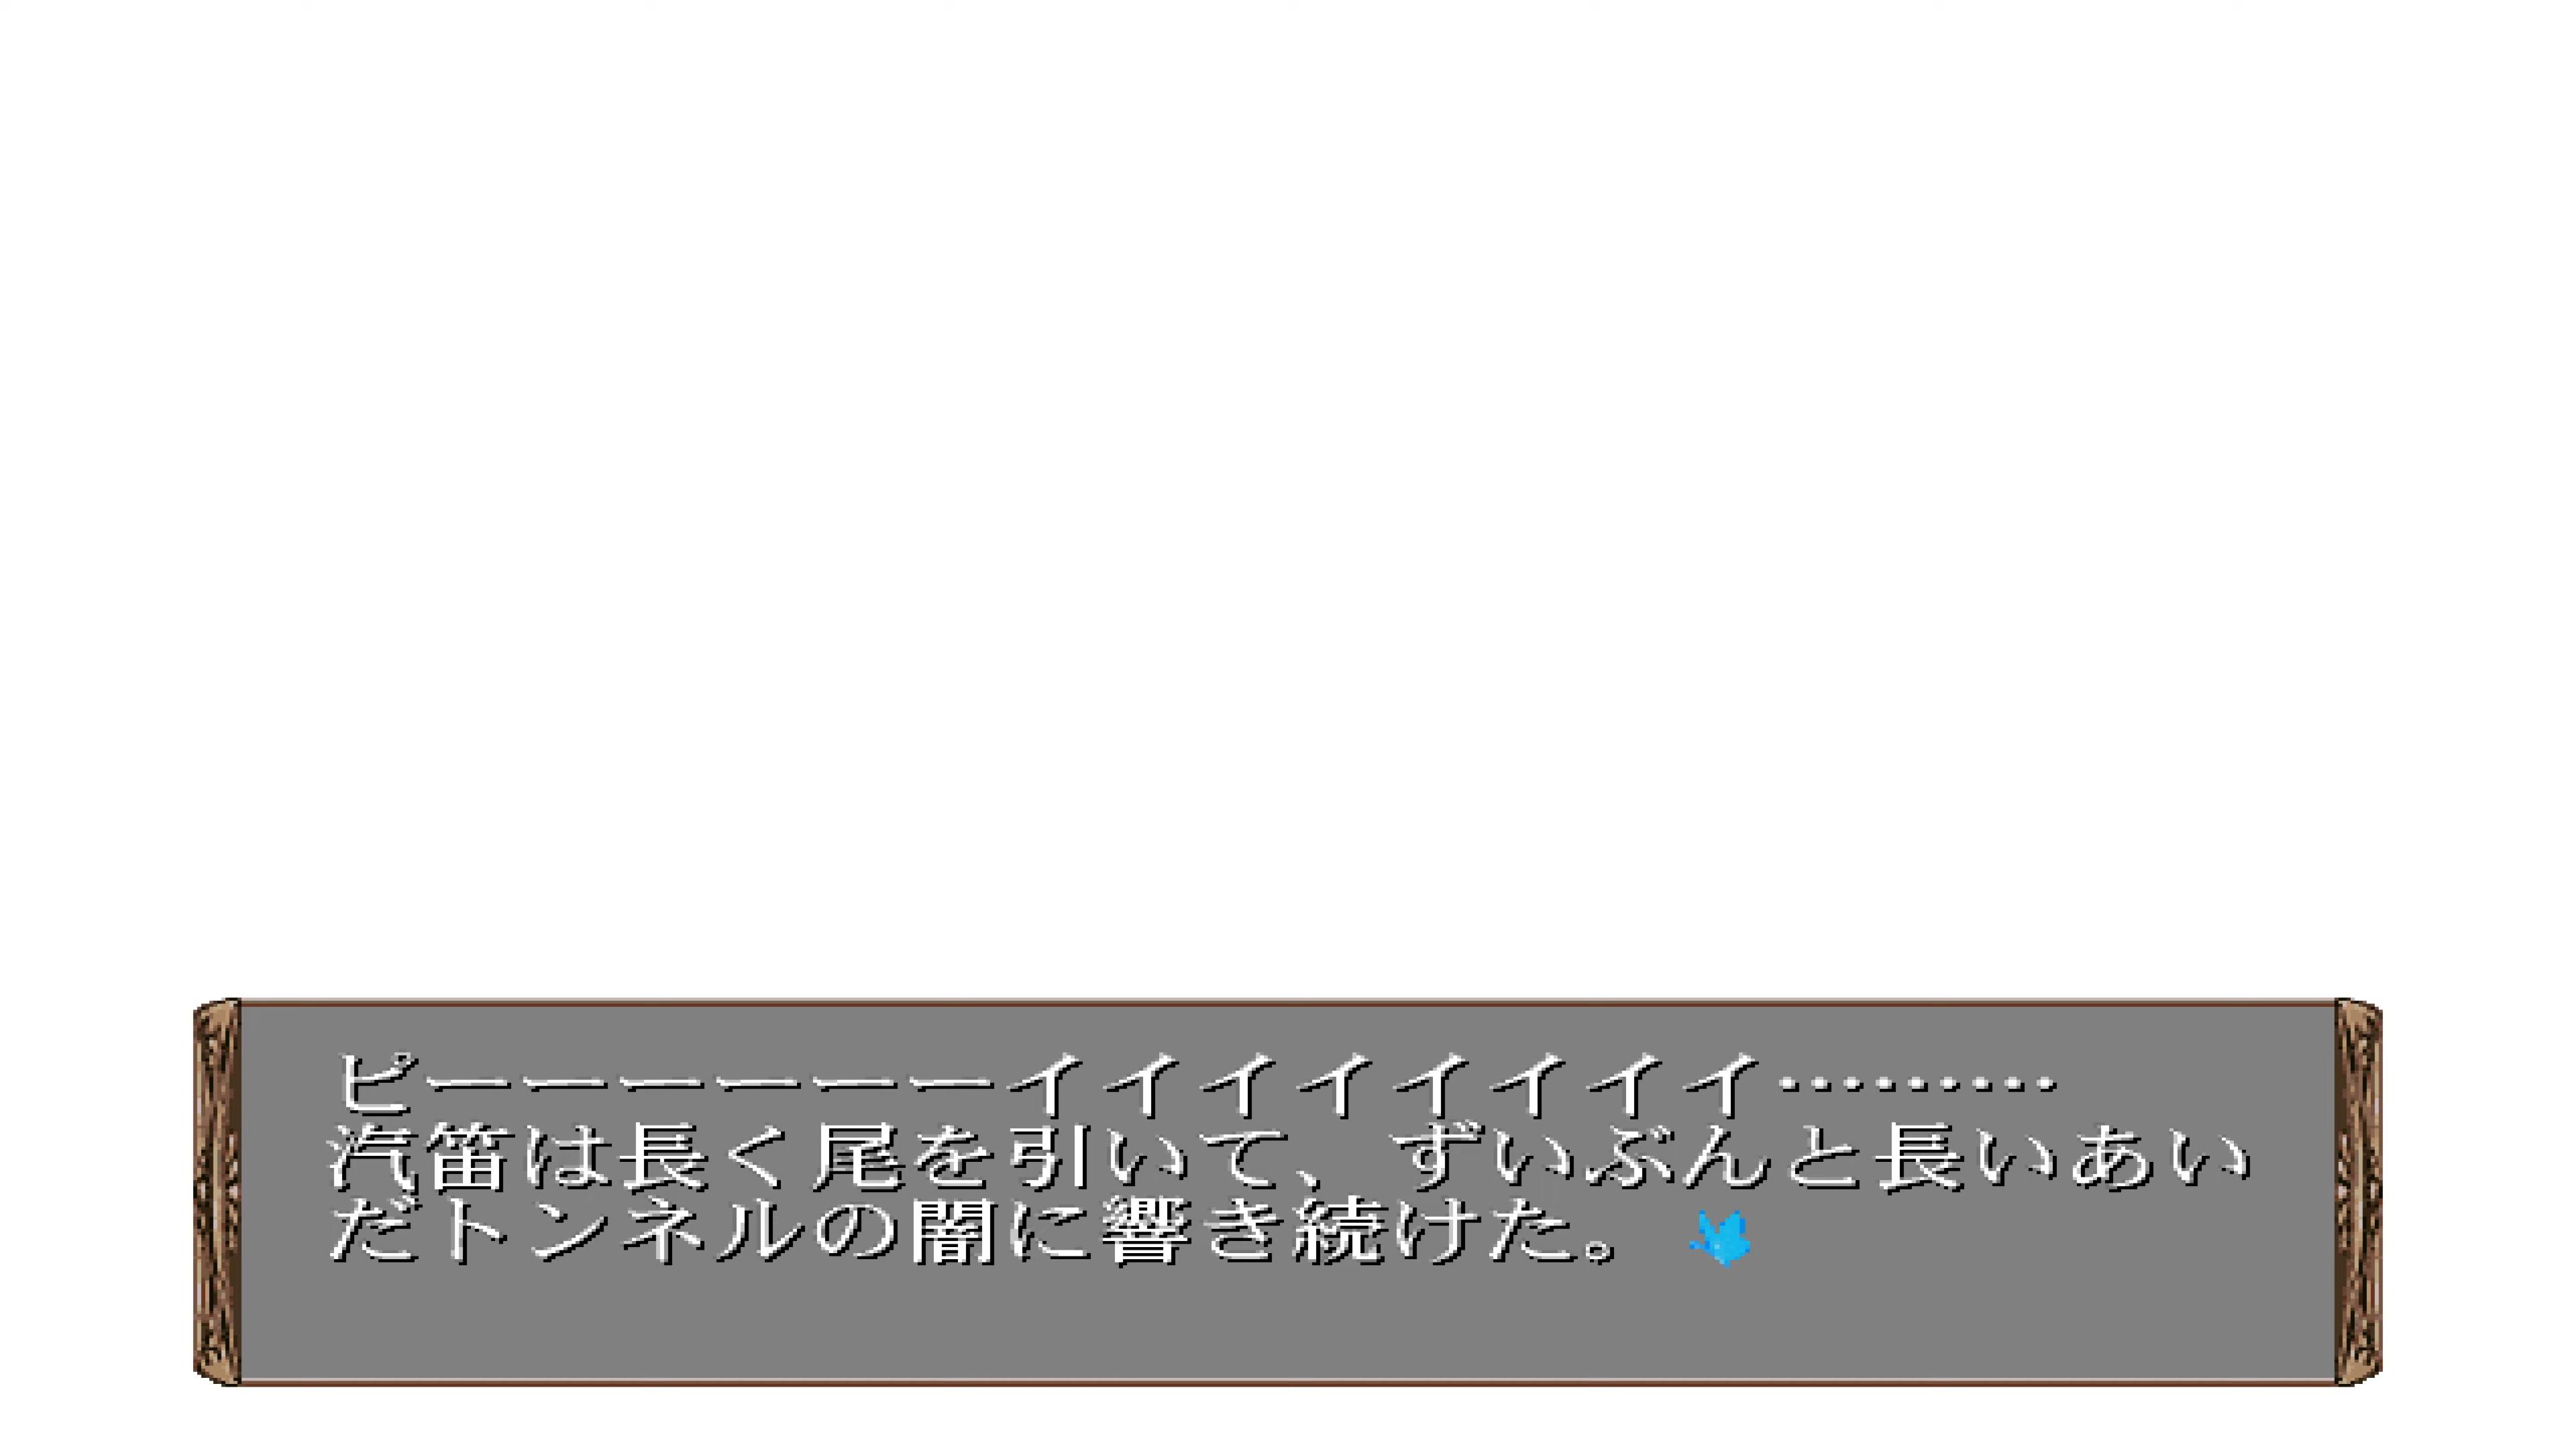 ピーーーーーーイイイイイイイイ………
汽笛は長く尾を引いて、ずいぶんと長いあい
だトンネルの闇に響き続けた。